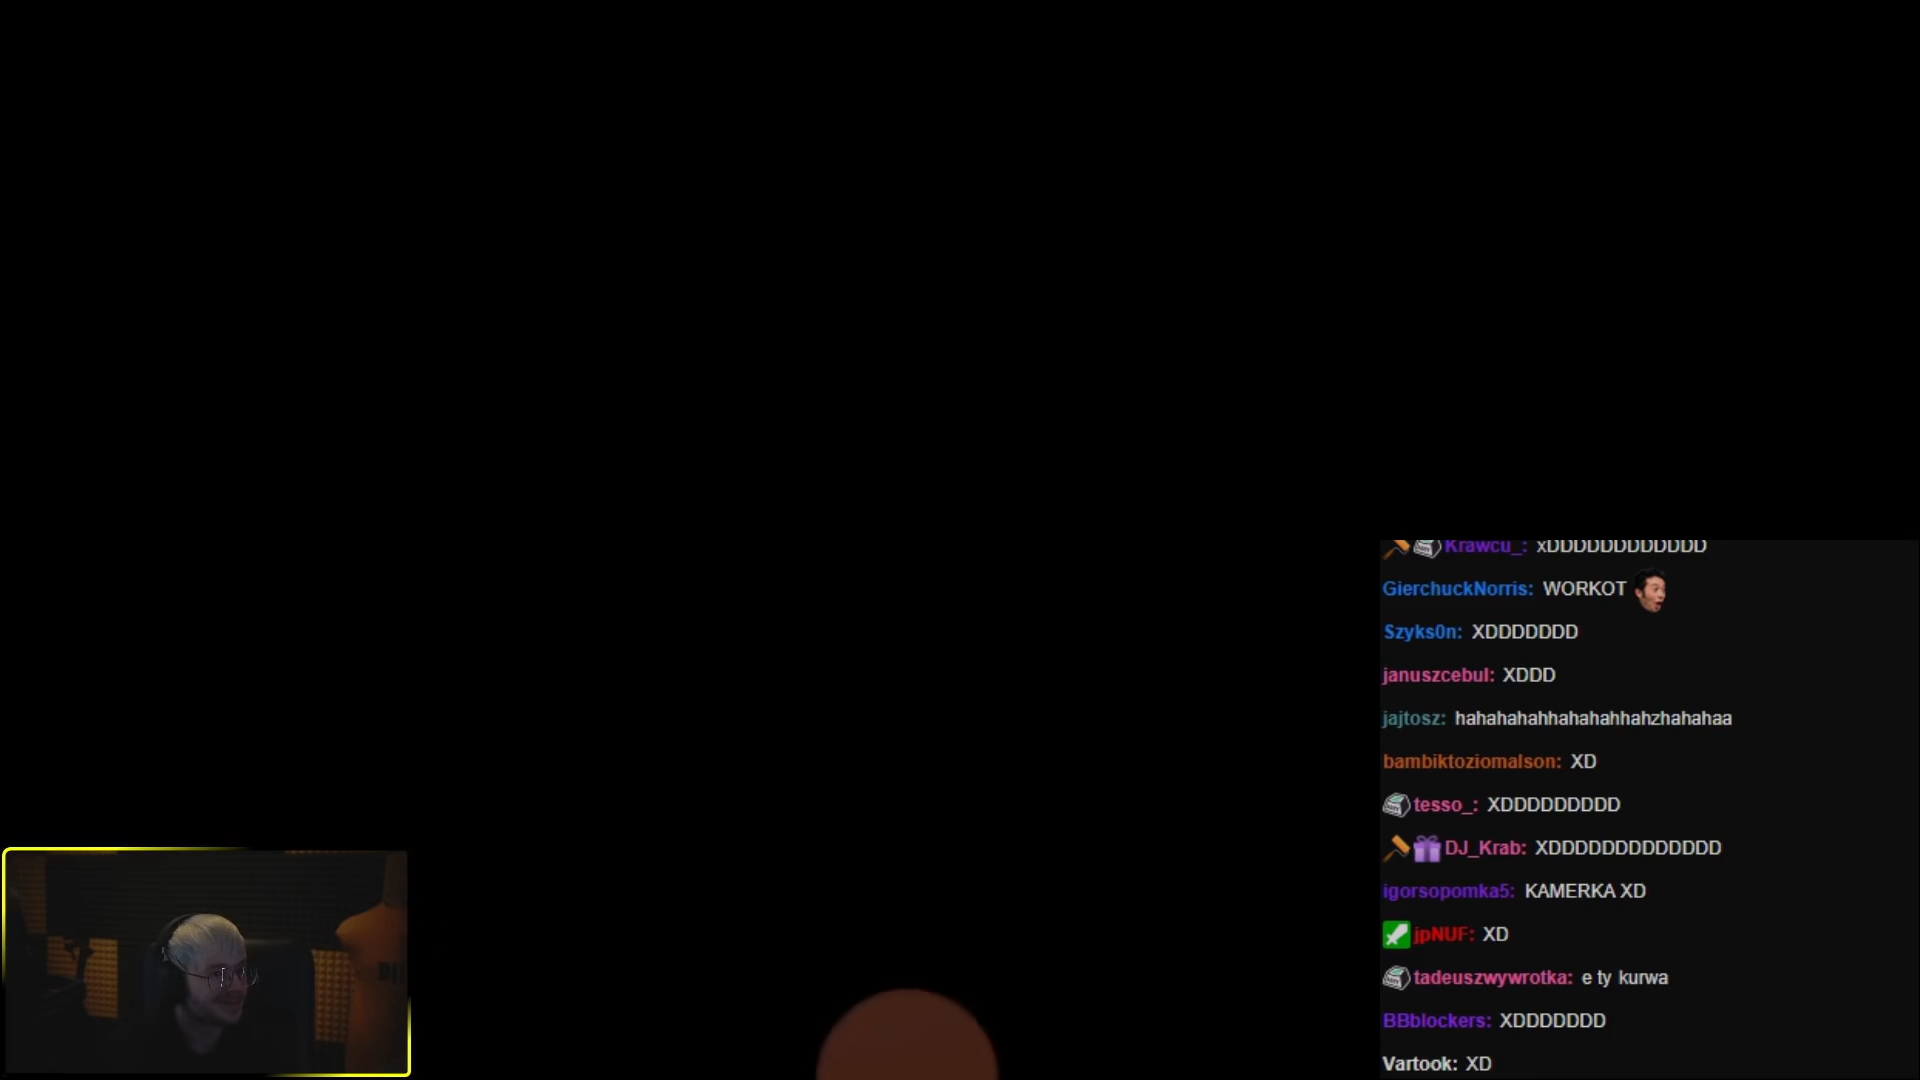 Krawcu_: xDDDDDDDDDDDD
GierchuckNorris: WORKOT
Szyks0n: XDDDDDDD
januszcebul: XDDD
jajtosz: hahahahahhahahahhahzhahahaa
bambiktoziomalson: XD
tesso_: XDDDDDDDDD
DJ_Krab: XDDDDDDDDDDDDD
igorsopomka5: KAMERKA XD
jpNUF: XD
tadeuszwywrotka: e ty kurwa
BBblockers: XDDDDDDD
Vartook: XD